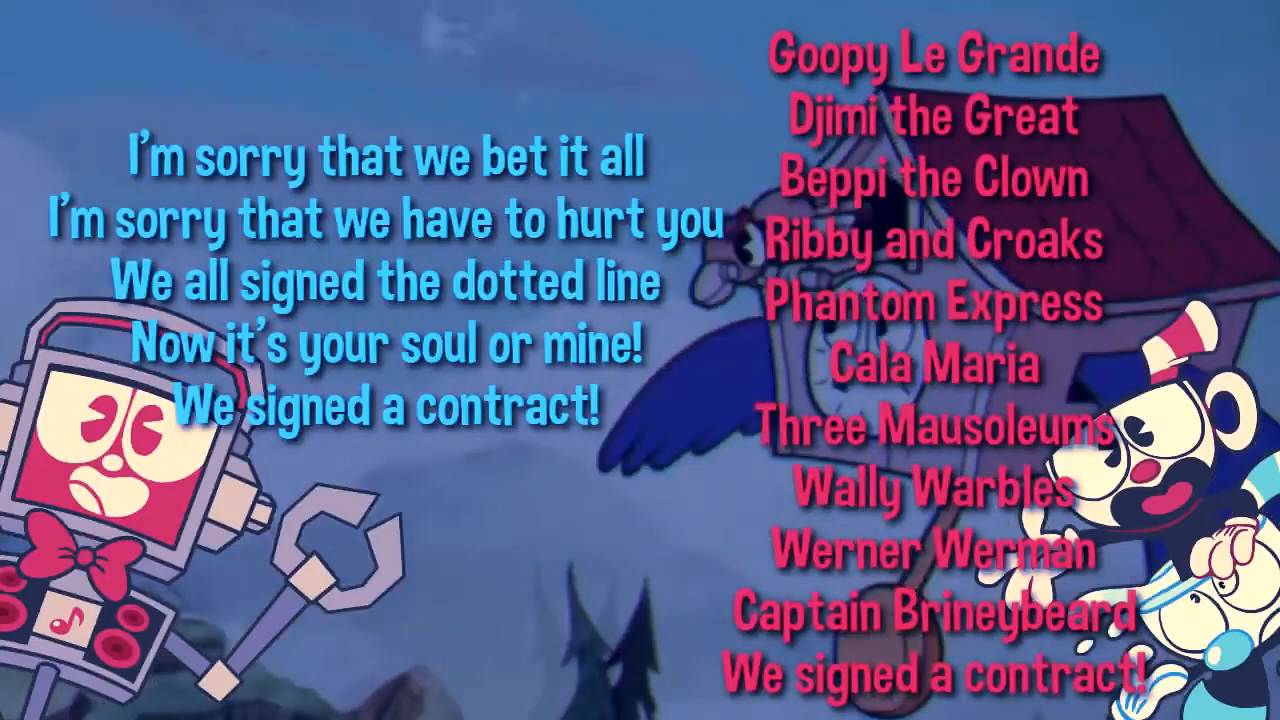 I'm sorry that we bet it all
I'm sorry that we have to hurt you
We all signed the dotted line
Now it's your soul or mine!
We signed a contract!
Goopy Le Grande
Djimi the Great
Beppi the Clown
Ribby and Croaks
Phantom Express
Cala Maria
Three Mausoleums
Wally Warbles
Werner Werman
Captain Brineybeard
We signed a contract!